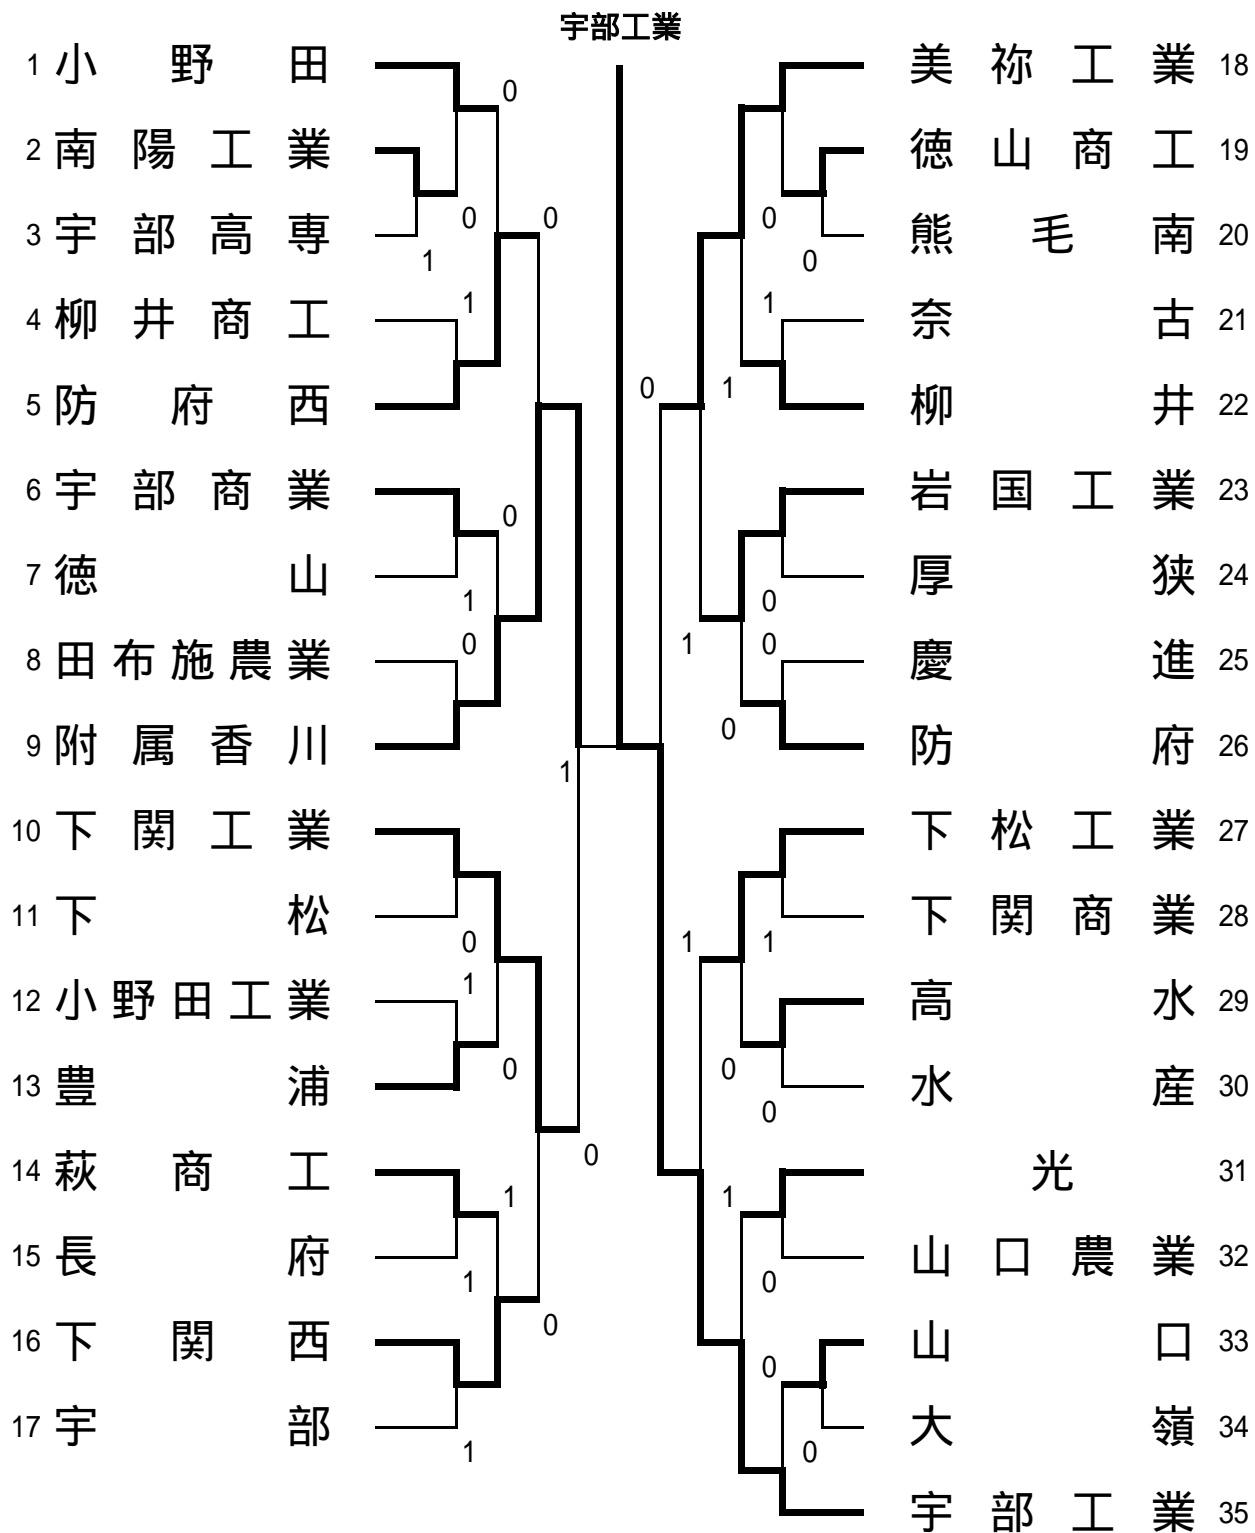 宇部工業
1 小野田
0
2 南陽工業
3 宇部高専
0
0
1
4 柳井商工
1
5 防府西
6 宇部商業
0
7 徳山
1
8 田布施農業
0
9 附属香川
1
10 下関工業
11 下松
0
12 小野田工業
1
13 豊浦
0
14 萩商工
0
1
15 長府
1
16 下関西
0
17 宇部
1
美祢工業 18
徳山商工 19
0
熊毛南 20
0
奈古 21
1
0
1
柳井 22
岩国工業 23
厚狭 24
0
1
0
慶進 25
0
防府 26
下松工業 27
下関商業 28
1
1
高水 29
0
水産 30
0
光 31
1
山口農業 32
0
山口 33
0
大嶺 34
0
宇部工業 35